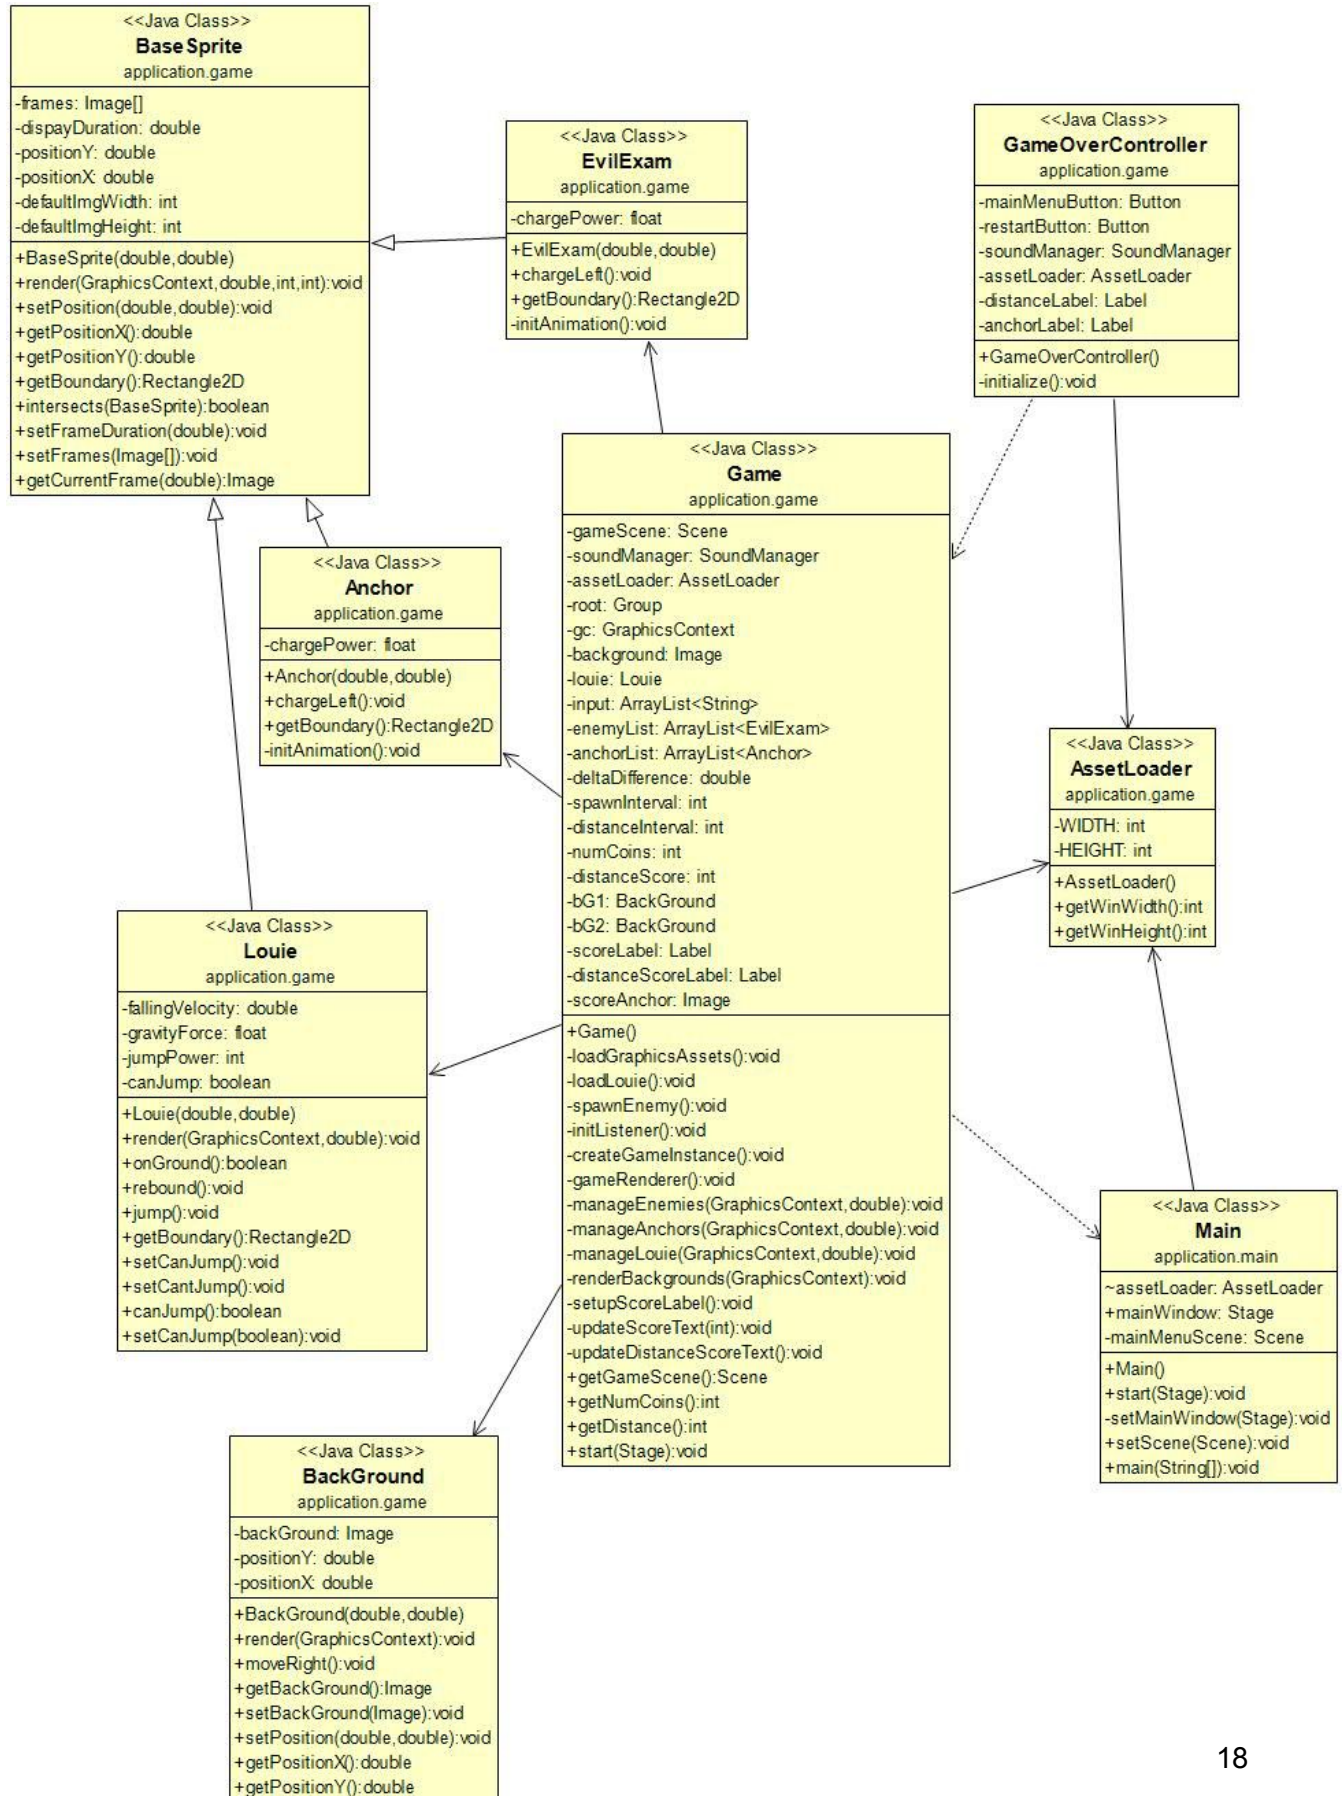 <<Java Class>>
BaseSprite
application.game
-frames: Image[]
-dispayDuration: double
-positionY: double
-positionX: double
-defaultImgWidth: int
-defaultImgHeight: int
+BaseSprite(double,double)
+render(GraphicsContext,double,int,int):void
+setPosition(double,double):void
+getPositionX():double
+getPositionY():double
+getBoundary():Rectangle2D
+intersects(BaseSprite):boolean
+setFrameDuration(double):void
+setFrames(Image[]):void
+getCurrentFrame(double):Image
<<Java Class>>
EvilExam
application.game
-chargePower: float
+EvilExam(double,double)
+chargeLeft():void
+getBoundary():Rectangle2D
-initAnimation():void
<<Java Class>>
GameOverController
application.game
-mainMenuButton: Button
-restartButton: Button
-soundManager: SoundManager
-assetLoader: AssetLoader
-distanceLabel: Label
-anchorLabel: Label
+GameOverController()
-initialize():void
<<Java Class>>
Anchor
application.game
-chargePower: float
+Anchor(double,double)
+chargeLeft():void
+getBoundary():Rectangle2D
-initAnimation():void
<<Java Class>>
Game
application.game
-gameScene: Scene
-soundManager: SoundManager
-assetLoader: AssetLoader
-root: Group
-gc: GraphicsContext
-background: Image
-louie: Louie
-input: ArrayList<String>
-enemyList: ArrayList<EvilExam>
-anchorList: ArrayList<Anchor>
-deltaDifference: double
-spawnInterval: int
-distanceInterval: int
-numCoins: int
-distanceScore: int
-bG1: BackGround
-bG2: BackGround
-scoreLabel: Label
-distanceScoreLabel: Label
-scoreAnchor: Image
+Game()
-loadGraphicsAssets():void
-loadLouie():void
-spawnEnemy():void
-initListener():void
-createGameInstance():void
-gameRenderer():void
-manageEnemies(GraphicsContext,double):void
-manageAnchors(GraphicsContext,double):void
-manageLouie(GraphicsContext,double):void
-renderBackgrounds(GraphicsContext):void
-setupScoreLabel():void
-updateScoreText(int):void
-updateDistanceScoreText():void
+getGameScene():Scene
+getNumCoins():int
+getDistance():int
+start(Stage):void
<<Java Class>>
AssetLoader
application.game
-WIDTH: int
-HEIGHT: int
+AssetLoader()
+getWinWidth():int
+getWinHeight():int
<<Java Class>>
Louie
application.game
-fallingVelocity: double
-gravityForce: float
-jumpPower: int
-canJump: boolean
+Louie(double,double)
+render(GraphicsContext,double):void
+onGround():boolean
+rebound():void
+jump():void
+getBoundary():Rectangle2D
+setCanJump():void
+setCantJump():void
+canJump():boolean
+setCanJump(boolean):void
<<Java Class>>
Main
application.main
~assetLoader: AssetLoader
+mainWindow: Stage
-mainMenuScene: Scene
+Main()
+start(Stage):void
-setMainWindow(Stage):void
+setScene(Scene):void
+main(String[]):void
<<Java Class>>
BackGround
application.game
-backGround: Image
-positionY: double
-positionX: double
+BackGround(double,double)
+render(GraphicsContext):void
+moveRight():void
+getBackGround():Image
+setBackGround(Image):void
+setPosition(double,double):void
+getPositionX():double
+getPositionY():double
18